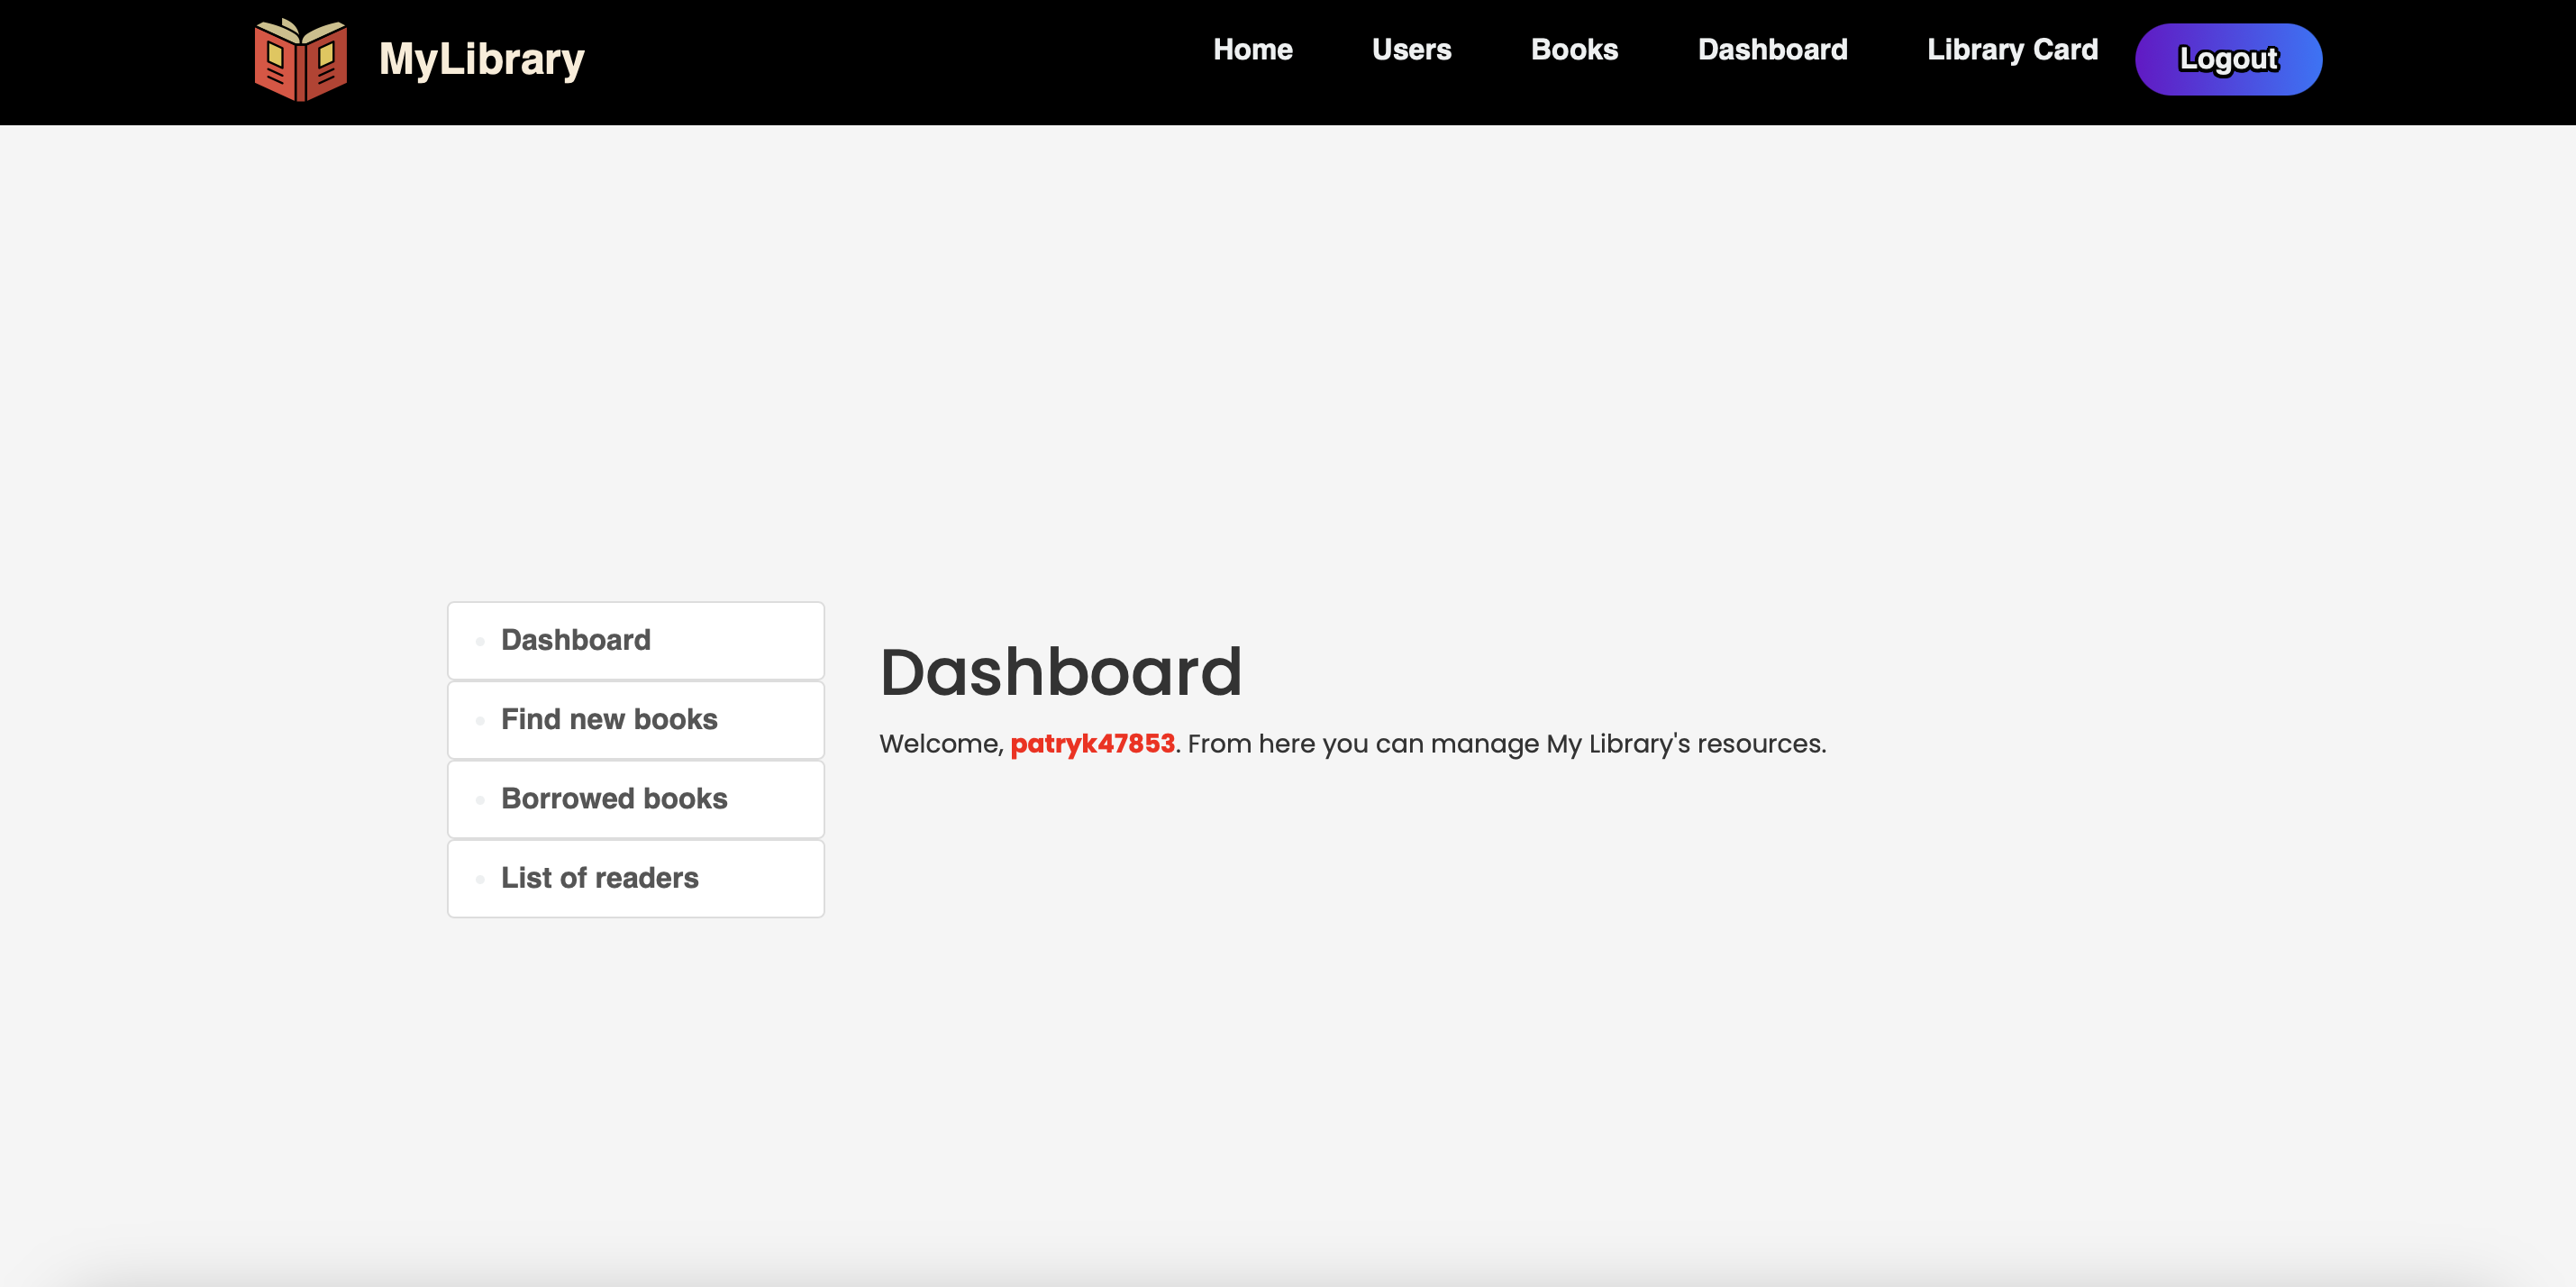 MyLibrary
Home Users Books Dashboard Library Card Logout
Dashboard
Find new books
Borrowed books
List of readers
Dashboard
Welcome, patryk47853. From here you can manage My Library's resources.